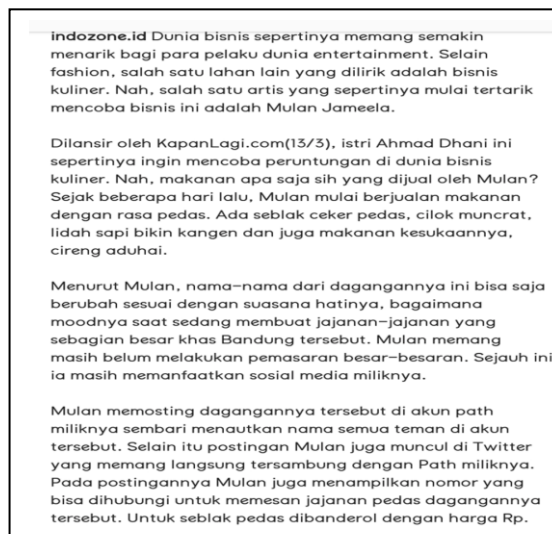 indozone.id Dunia bisnis sepertinya memang semakin
menarik bagi para pelaku dunia entertainment. Selain
fashion, salah satu lahan lain yang dilirik adalah bisnis
kuliner. Nah, salah satu artis yang sepertinya mulai tertarik
mencoba bisnis ini adalah Mulan Jameela.
Dilansir oleh KapanLagi.com(13/3), istri Ahmad Dhani ini
sepertinya ingin mencoba peruntungan di dunia bisnis
kuliner. Nah, makanan apa saja sih yang dijual oleh Mulan?
Sejak beberapa hari lalu, Mulan mulai berjualan makanan
dengan rasa pedas. Ada seblak ceker pedas, cilok muncrat,
lidah sapi bikin kangen dan juga makanan kesukaannya,
cireng aduhai.
Menurut Mulan, nama-nama dari dagangannya ini bisa saja
berubah sesuai dengan suasana hatinya, bagaimana
moodnya saat sedang membuat jajanan-jajanan yang
sebagian besar khas Bandung tersebut. Mulan memang
masih belum melakukan pemasaran besar-besaran. Sejauh ini
ia masih memanfaatkan sosial media miliknya.
Mulan memosting dagangannya tersebut di akun path
miliknya sembari menautkan nama semua teman di akun
tersebut. Selain itu postingan Mulan juga muncul di Twitter
yang memang langsung tersambung dengan Path miliknya.
Pada postingannya Mulan juga menampilkan nomor yang
bisa dihubungi untuk memesan jajanan pedas dagangannya
tersebut. Untuk seblak pedas dibanderol dengan harga Rp.